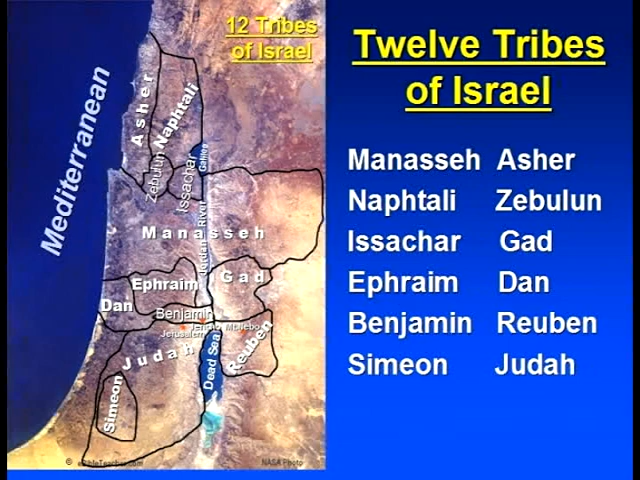 12 Tribes
of Israel
Twelve Tribes
of Israel
Mediterranean
Asher
Naphtali
Zebulun
Issachar
Galilee
Jordan River
Manasseh
Ephraim
Gad
Dan
Benjamin
Jericho
Mt. Nebo
Jerusalem
Judah
Reuben
Dead Sea
Simeon
NASA Photo
Manasseh Asher
Naphtali Zebulun
Issachar Gad
Ephraim Dan
Benjamin Reuben
Simeon Judah